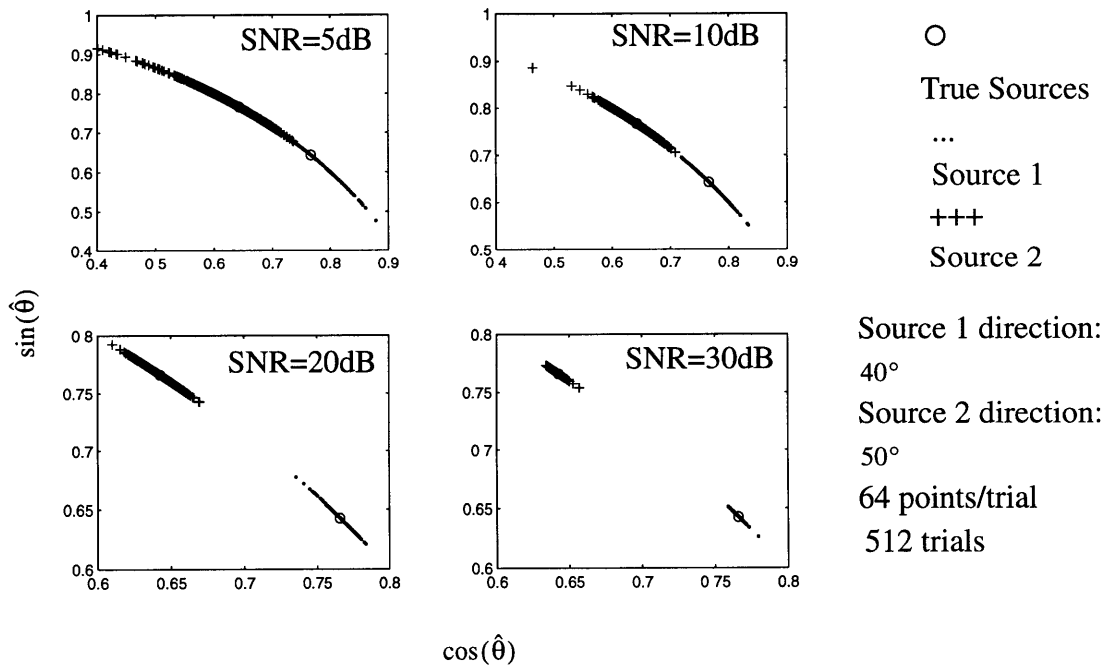 SNR=5dB
1
0.9
0.8
0.7
0.6
0.5
0.4
0.4 0 5 0.6 0.7 0.8 0.9
SNR=10dB
1
0.9
0.8
0.7
0.6
0.5
0.4 0.5 0.6 0.7 0.8 0.9
True Sources
...
Source 1
+++
Source 2
SNR=20dB
0.8
0.75
0 7
0.65
0.6
0.6 0.65 0.7 0 75 0.8
SNR=30dB
0.8
0.75
0 7
0.65
0.6
0.6 0.65 0.7 0 75 0.8
Source 1 direction:
40°
Source 2 direction:
50°
64 points/trial
512 trials
sin(θ̂)
cos(θ̂)